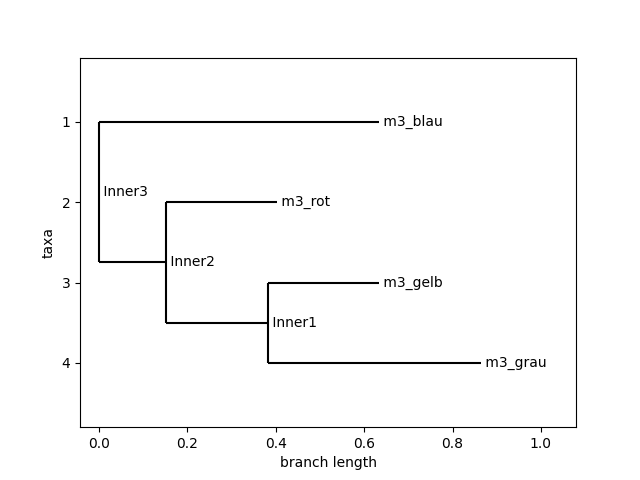 1
m3_blau
Inner3
2
m3_rot
taxa
Inner2
3
m3_gelb
Inner1
4
m3_grau
0.0 0.2 0.4 0.6 0.8 1.0
branch length